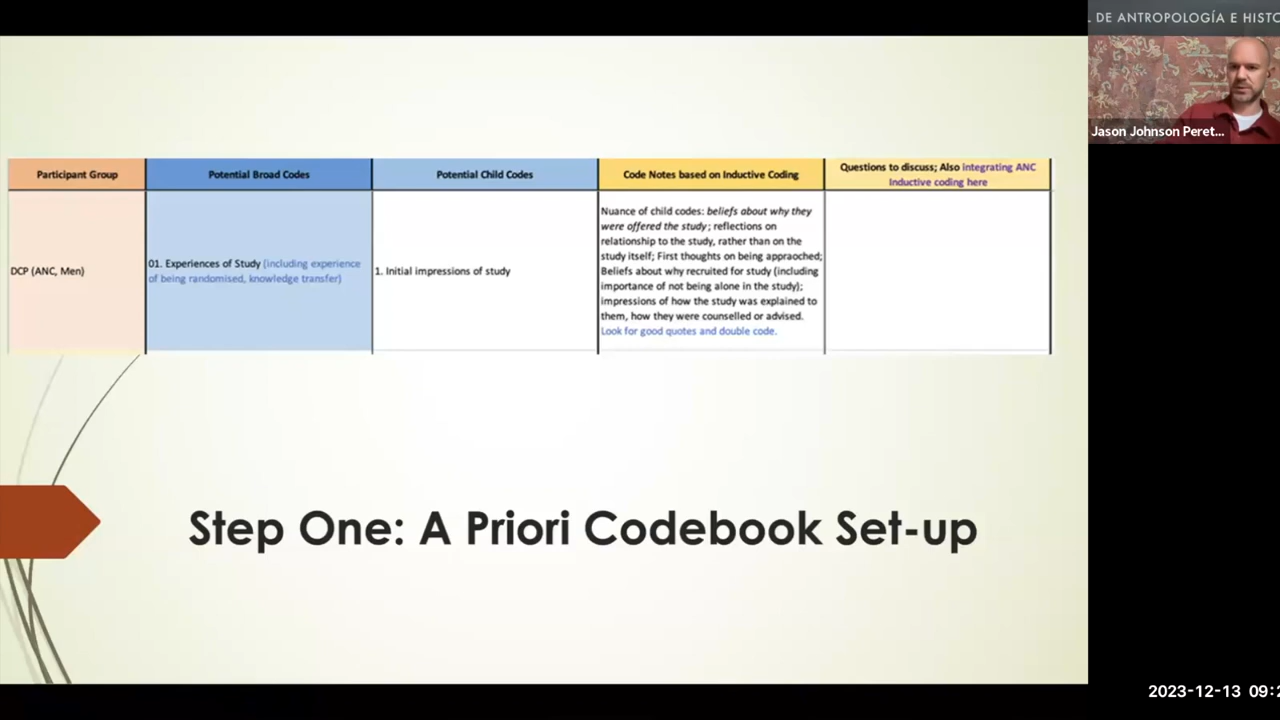 DE ANTROPOLOGÍA E HISTO
Jason Johnson Peret...
Participant Group
Potential Broad Codes
Potential Child Codes
Code Notes based on Inductive Coding
Questions to discuss; Also integrating ANC
Inductive coding here
DCP (ANC, Men)
01. Experiences of Study (including experience
of being randomised, knowledge transfer)
1. Initial impressions of study
Nuance of child codes: beliefs about why they
were offered the study; reflections on
relationship to the study, rather than on the
study itself; First thoughts on being appraoched;
Beliefs about why recruited for study (including
importance of not being alone in the study);
impressions of how the study was explained to
them, how they were counselled or advised.
Look for good quotes and double code.
Step One: A Priori Codebook Set-up
2023-12-13 09:2